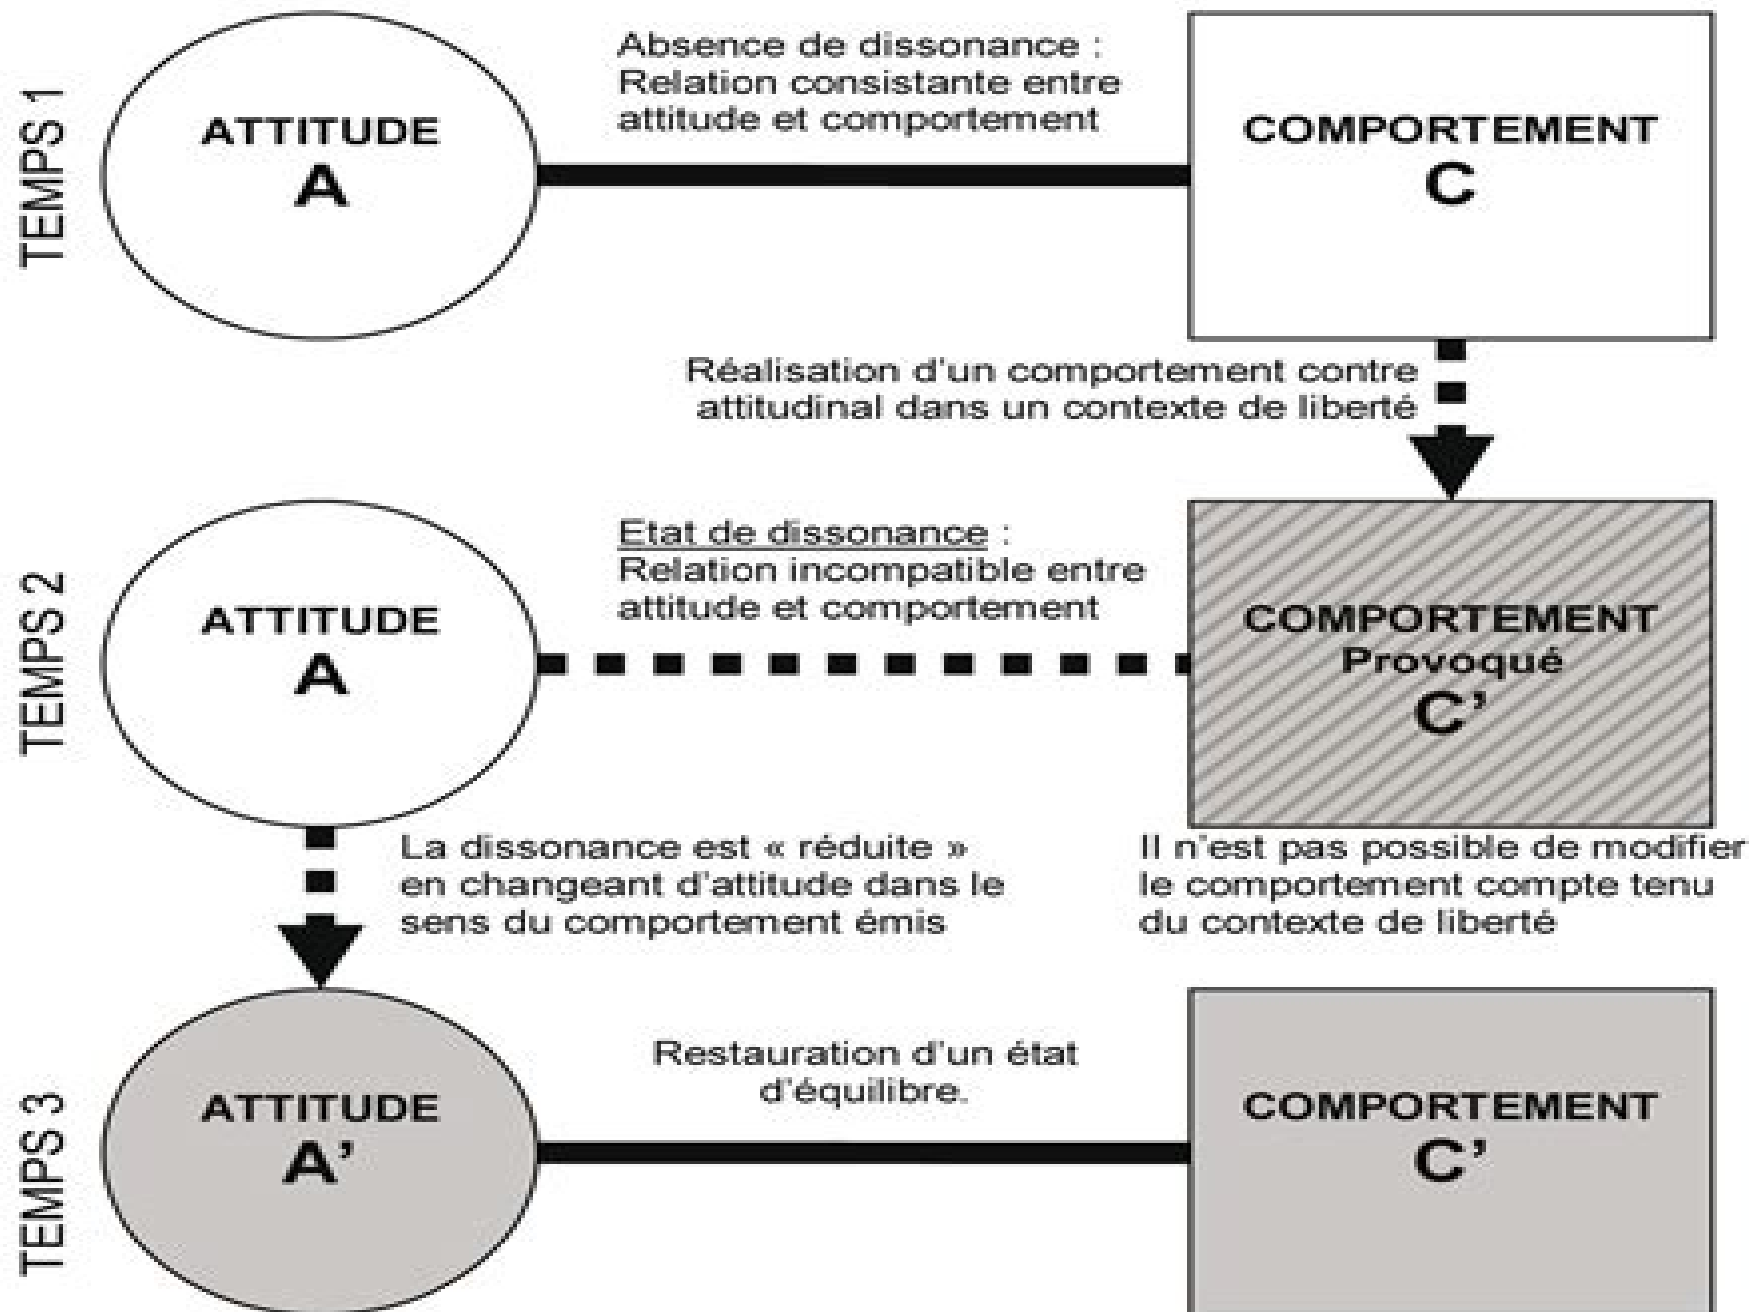 TEMPS 1
ATTITUDE
A
Absence de dissonance :
Relation consistante entre
attitude et comportement
COMPORTEMENT
C
Réalisation d'un comportement contre
attitudinal dans un contexte de liberté
TEMPS 2
ATTITUDE
A
Etat de dissonance :
Relation incompatible entre
attitude et comportement
COMPORTEMENT
Provoqué
C'
La dissonance est « réduite »
en changeant d'attitude dans le
sens du comportement émis
Il n'est pas possible de modifier
le comportement compte tenu
du contexte de liberté
TEMPS 3
ATTITUDE
A'
Restauration d'un état
d'équilibre.
COMPORTEMENT
C'